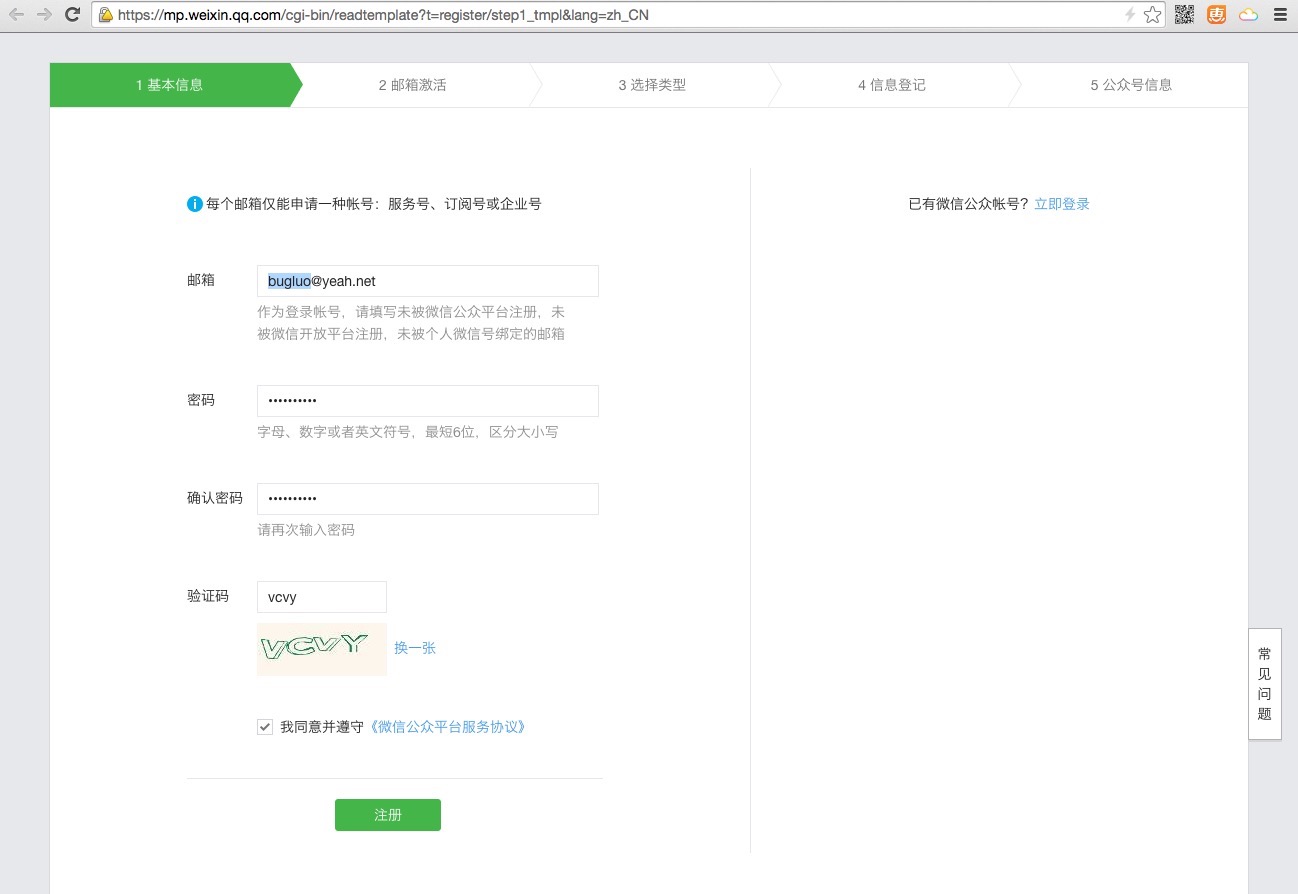 https://mp.weixin.qq.com/cgi-bin/readtemplate?t=register/step1_tmpl&lang=zh_CN
惠
1 基本信息
2 邮箱激活
3 选择类型
4 信息登记
5 公众号信息
每个邮箱仅能申请一种帐号：服务号、订阅号或企业号
已有微信公众帐号？立即登录
邮箱
bugluo@yeah.net
作为登录帐号，请填写未被微信公众平台注册，未
被微信开放平台注册，未被个人微信号绑定的邮箱
密码
••••••••••
字母、数字或者英文符号，最短6位，区分大小写
确认密码
••••••••••
请再次输入密码
验证码
vcvy
VCVY
换一张
我同意并遵守《微信公众平台服务协议》
注册
常
见
问
题